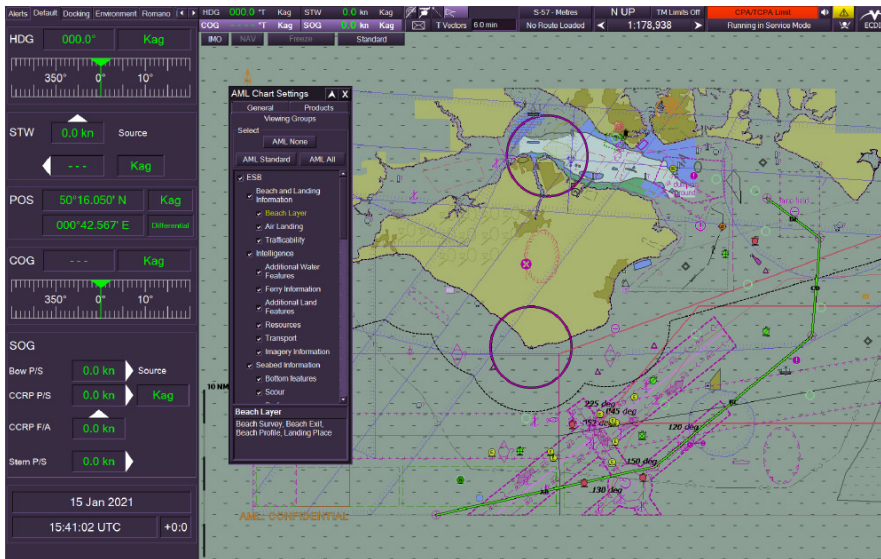 Alerts Default Docking Environment Romano
HDG 000.0° °T Kag STW 0.0 kn Kag
COG - - - - °T Kag SOG 0.0 kn Kag
T Vectors 6.0 min
S-57 - Metres
No Route Loaded
N UP TM Limits Off
1:178,938
CPA/TCPA Limit
Running in Service Mode
ECDI
IMO NAV Freeze Standard
HDG 000.0° Kag
350° 0° 10°
STW 0.0 kn Source
- - - Kag
POS 50°16.050' N Kag
000°42.567' E Differential
COG - - - Kag
350° 0° 10°
SOG
Bow P/S 0.0 kn Source
CCRP P/S 0.0 kn Kag
CCRP F/A 0.0 kn
Stern P/S 0.0 kn
15 Jan 2021
15:41:02 UTC +0:0
AML Chart Settings X
General Products
Viewing Groups
Select
AML None
AML Standard AML All
ESB
Beach and Landing
Information
Beach Layer
Air Landing
Trafficability
Intelligence
Additional Water
Features
Ferry Information
Additional Land
Features
Resources
Transport
Imagery Information
Seabed Information
Bottom features
Scour
Beach Layer
Beach Survey, Beach Exit,
Beach Profile, Landing Place
10 NM
225 deg
045 deg
120 deg
150 deg
130 deg
AML: CONFIDENTIAL